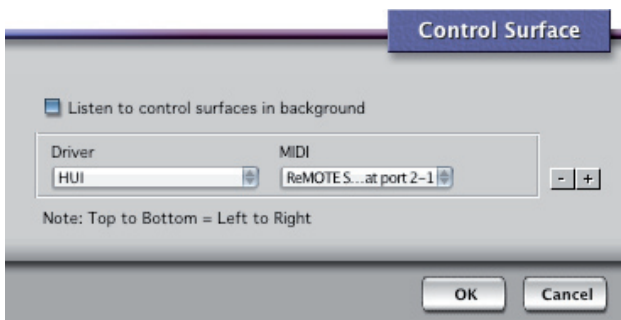 Control Surface
Listen to control surfaces in background
Driver MIDI
HUI ReMOTE S...at port 2-1
- +
Note: Top to Bottom = Left to Right
OK Cancel